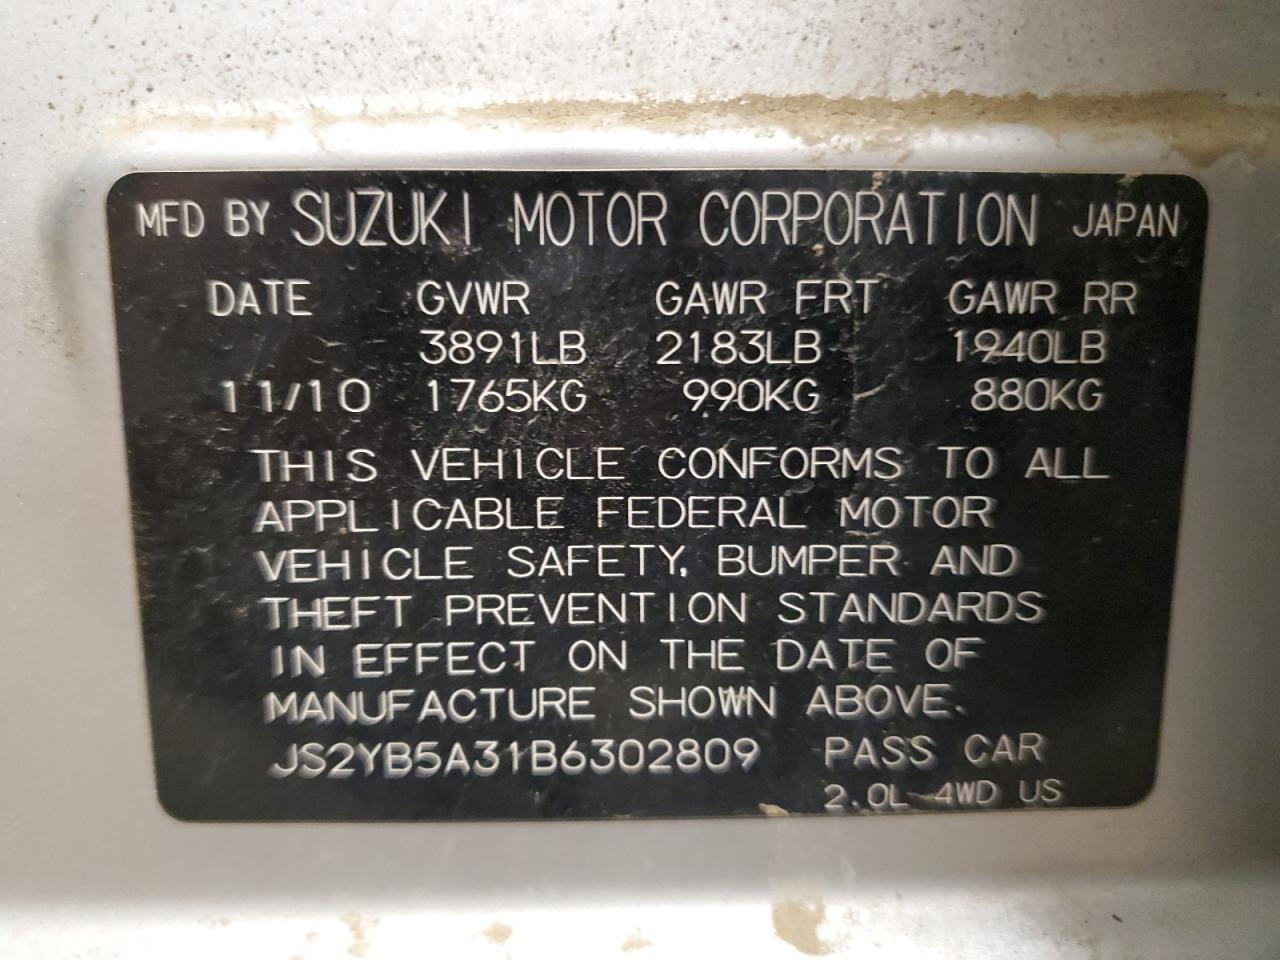 MFD BY SUZUKI MOTOR CORPORATION JAPAN
DATE GVWR GAWR FRT GAWR RR
3891LB 2183LB 1940LB
11/10 1765KG 990KG 880KG
THIS VEHICLE CONFORMS TO ALL
APPLICABLE FEDERAL MOTOR
VEHICLE SAFETY, BUMPER AND
THEFT PREVENTION STANDARDS
IN EFFECT ON THE DATE OF
MANUFACTURE SHOWN ABOVE.
JS2YB5A31B6302809 PASS CAR
2.0L 4WD US